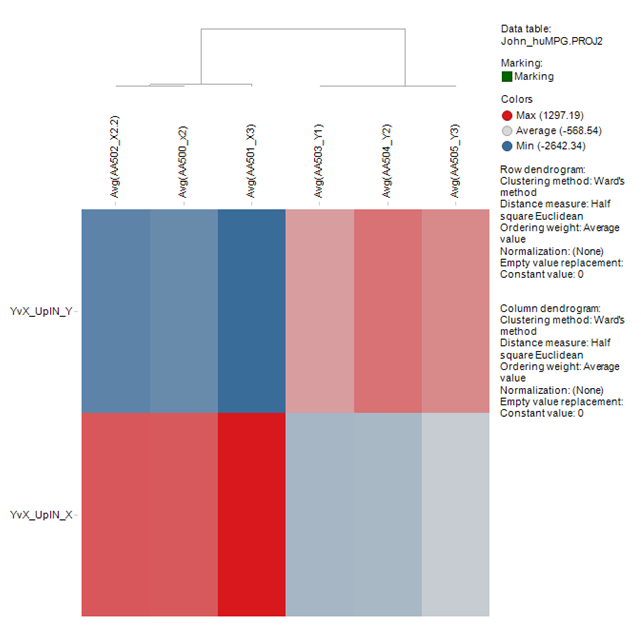 Data table:
John_huMPG.PROJ2
Marking:
Marking
Colors
Max (1297.19)
Average (-568.54)
Min (-2642.34)
Row dendrogram:
Clustering method: Ward's
method
Distance measure: Half
square Euclidean
Ordering weight: Average
value
Normalization: (None)
Empty value replacement:
Constant value: 0
Column dendrogram:
Clustering method: Ward's
method
Distance measure: Half
square Euclidean
Ordering weight: Average
value
Normalization: (None)
Empty value replacement:
Constant value: 0
Avg(AA502_X2.2)
Avg(AA500_x2)
Avg(AA501_X3)
Avg(AA503_Y1)
Avg(AA504_Y2)
Avg(AA505_Y3)
YvX_UpIN_Y
YvX_UpIN_X